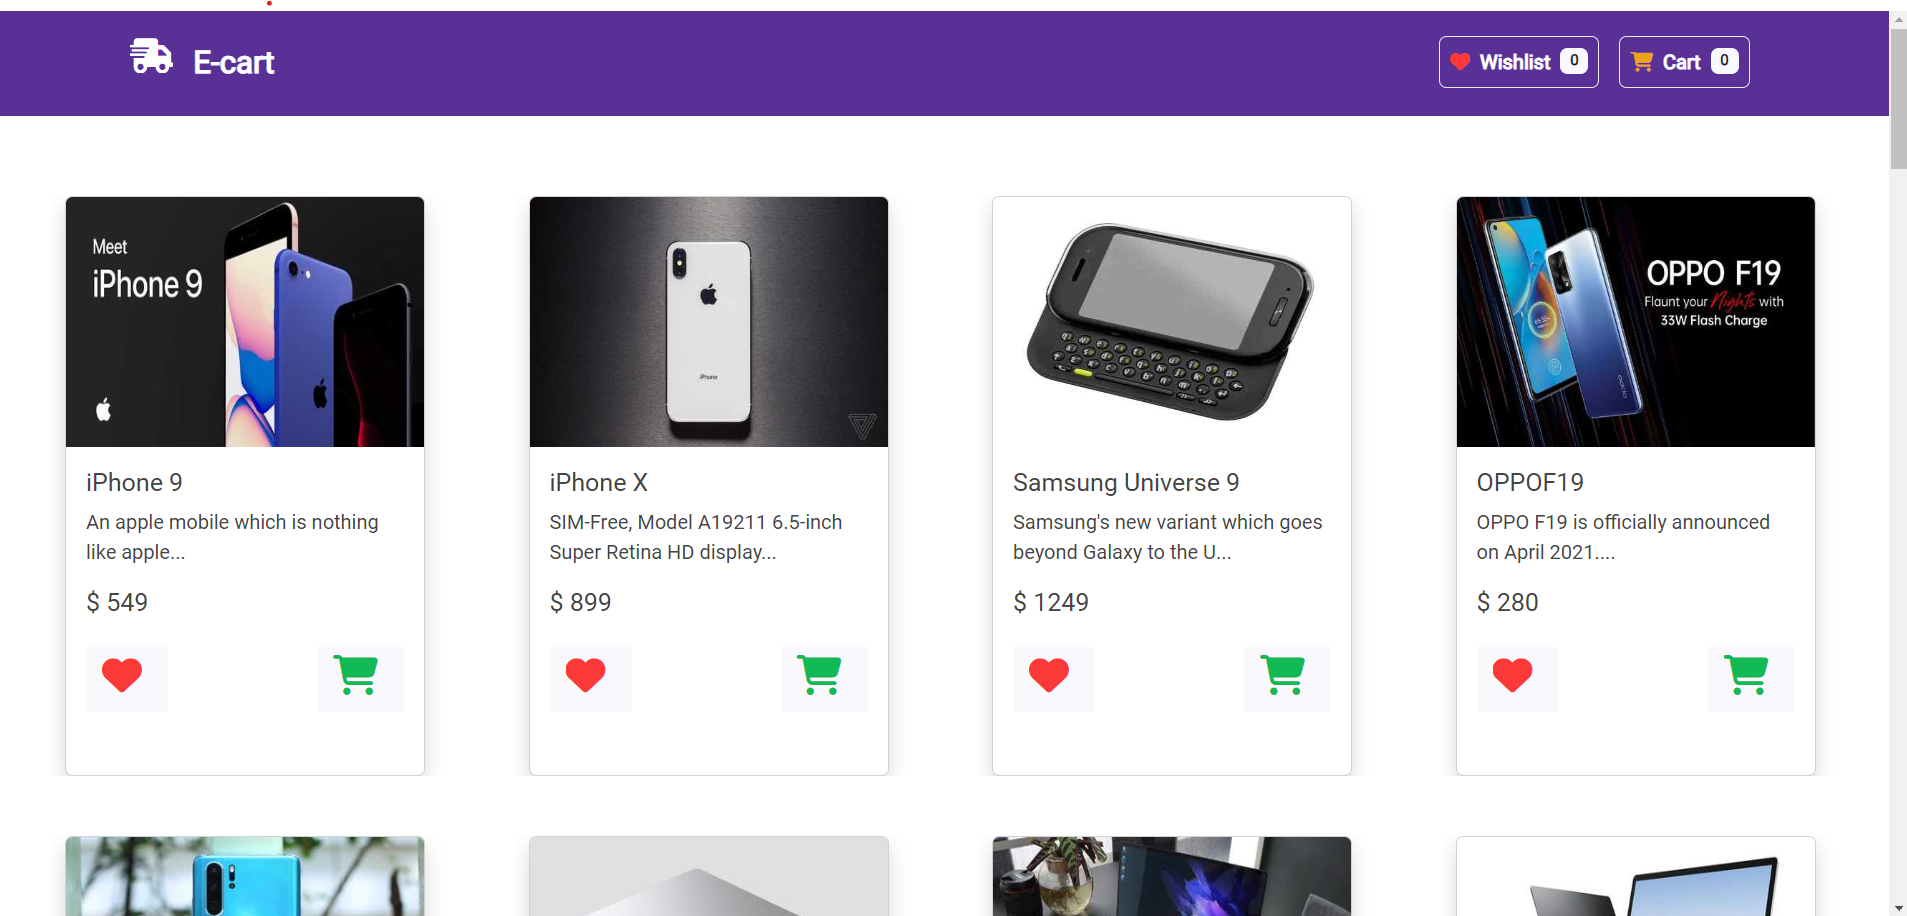 E-cart
Wishlist 0
Cart 0
Meet
iPhone 9
iPhone
OPPO F19
Flaunt your Nights with
33W Flash Charge
iPhone 9
An apple mobile which is nothing
like apple...
$ 549
iPhone X
SIM-Free, Model A19211 6.5-inch
Super Retina HD display...
$ 899
Samsung Universe 9
Samsung's new variant which goes
beyond Galaxy to the U...
$ 1249
OPPOF19
OPPO F19 is officially announced
on April 2021....
$ 280